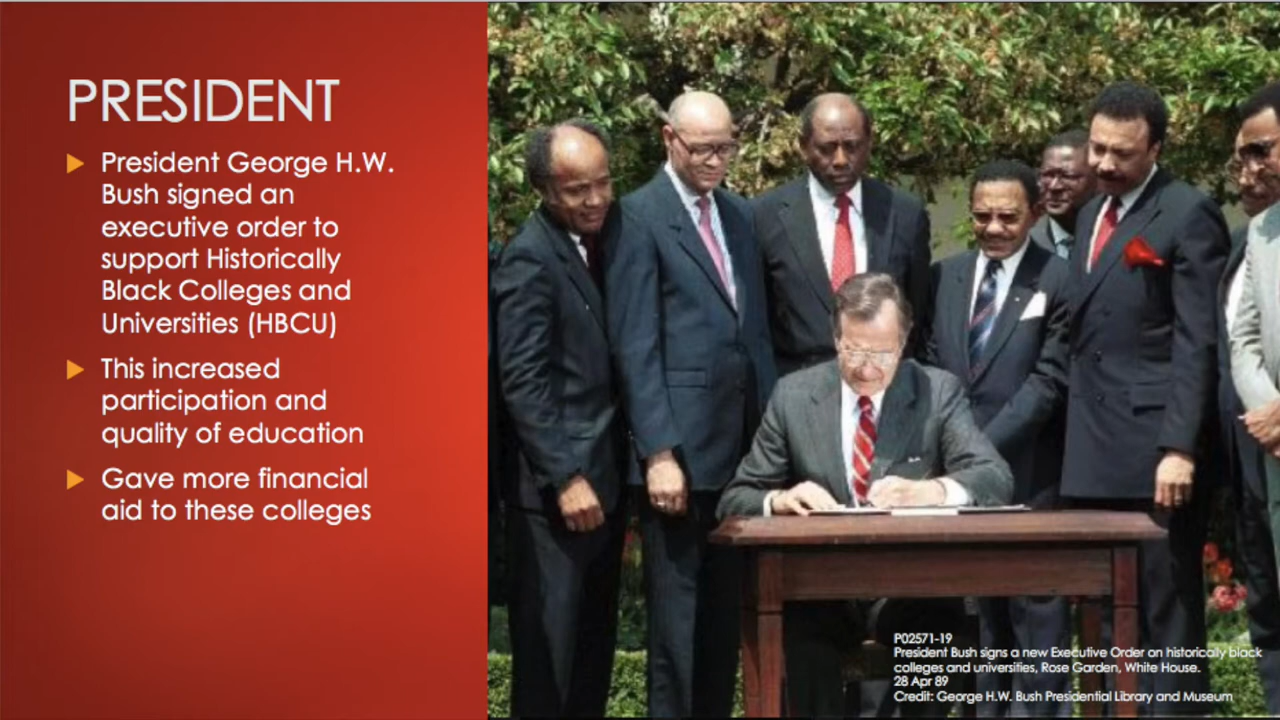 PRESIDENT
President George H.W.
Bush signed an
executive order to
support Historically
Black Colleges and
Universities (HBCU)
This increased
participation and
quality of education
Gave more financial
aid to these colleges
P02571-19
President Bush signs a new Executive Order on historically black
colleges and universities, Rose Garden, White House.
28 Apr 89
Credit: George H.W. Bush Presidential Library and Museum